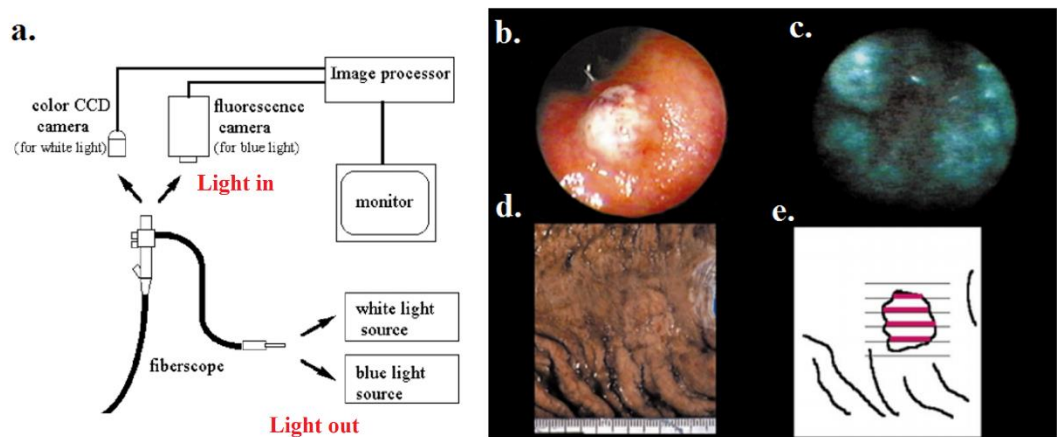 a.
Image processor
color CCD
camera
(for white light)
fluorescence
camera
(for blue light)
Light in
monitor
white light
source
fiberscope
blue light
source
Light out
b.
c.
d.
e.